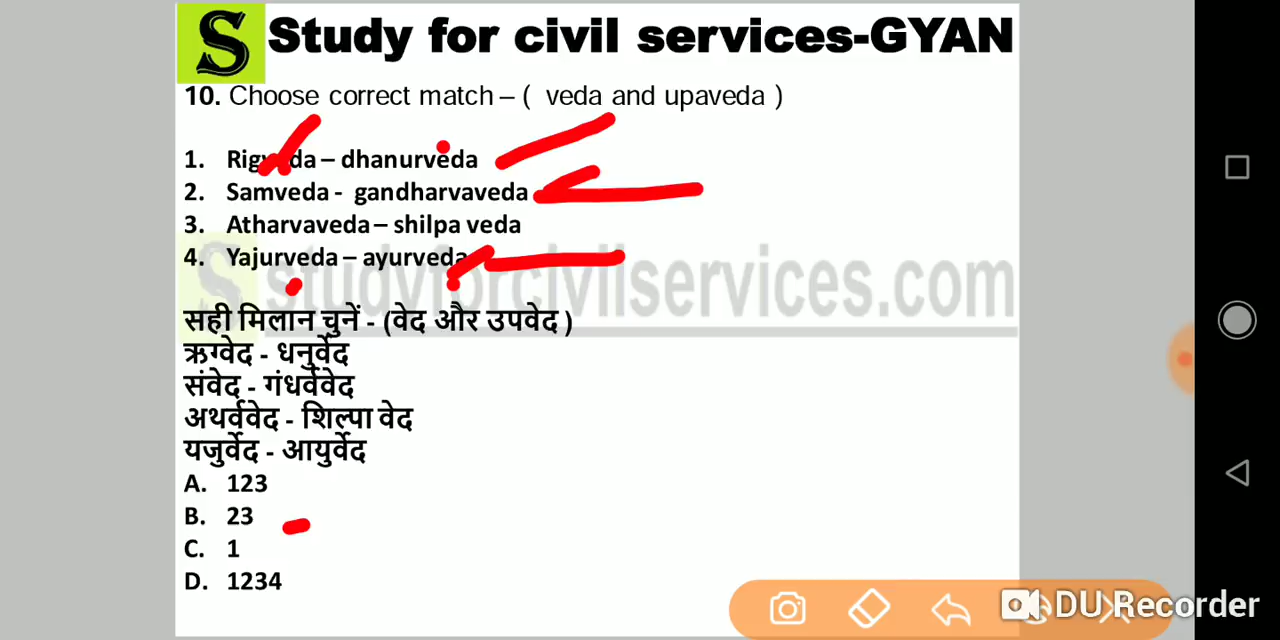 S Study for civil services-GYAN
10. Choose correct match – ( veda and upaveda )
1. Rigveda – dhanurveda
2. Samveda - gandharvaveda
3. Atharvaveda – shilpa veda
4. Yajurveda – ayurveda
S studyforcivilservices.com
सही मिलान चुनें - (वेद और उपवेद )
ऋग्वेद - धनुर्वेद
संवेद - गंधर्ववेद
अथर्ववेद - शिल्पा वेद
यजुर्वेद - आयुर्वेद
A. 123
B. 23
C. 1
D. 1234
DU Recorder